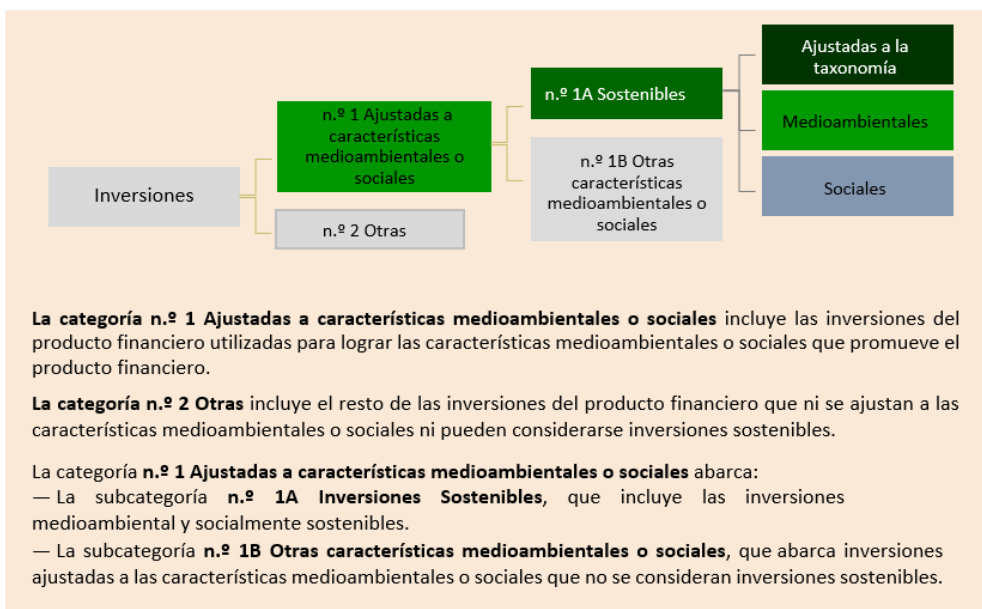 Inversiones
n.º 1 Ajustadas a
características
medioambientales o
sociales
n.º 2 Otras
n.º 1A Sostenibles
n.º 1B Otras
características
medioambientales o
sociales
Ajustadas a la
taxonomía
Medioambientales
Sociales
La categoría n.º 1 Ajustadas a características medioambientales o sociales incluye las inversiones del
producto financiero utilizadas para lograr las características medioambientales o sociales que promueve el
producto financiero.
La categoría n.º 2 Otras incluye el resto de las inversiones del producto financiero que ni se ajustan a las
características medioambientales o sociales ni pueden considerarse inversiones sostenibles.
La categoría n.º 1 Ajustadas a características medioambientales o sociales abarca:
— La subcategoría n.º 1A Inversiones Sostenibles, que incluye las inversiones
medioambiental y socialmente sostenibles.
— La subcategoría n.º 1B Otras características medioambientales o sociales, que abarca inversiones
ajustadas a las características medioambientales o sociales que no se consideran inversiones sostenibles.